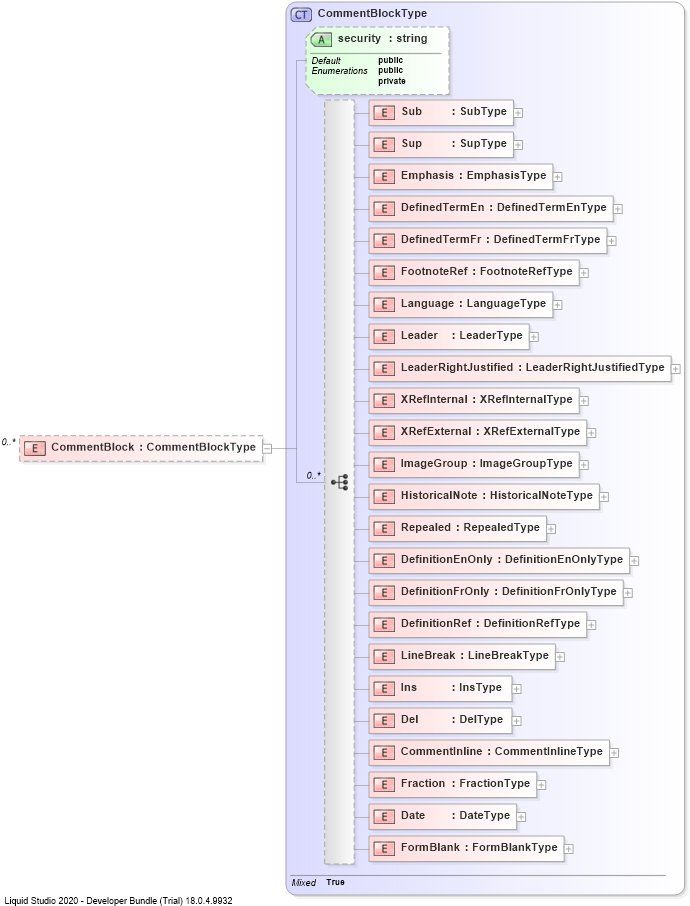 CT CommentBlockType
A security : string
Default public
Enumerations public
private
E Sub : SubType
E Sup : SupType
E Emphasis : EmphasisType
E DefinedTermEn : DefinedTermEnType
E DefinedTermFr : DefinedTermFrType
E FootnoteRef : FootnoteRefType
E Language : LanguageType
E Leader : LeaderType
E LeaderRightJustified : LeaderRightJustifiedType
E XRefInternal : XRefInternalType
E XRefExternal : XRefExternalType
0..*
E CommentBlock : CommentBlockType
E ImageGroup : ImageGroupType
0..*
E HistoricalNote : HistoricalNoteType
E Repealed : RepealedType
E DefinitionEnOnly : DefinitionEnOnlyType
E DefinitionFrOnly : DefinitionFrOnlyType
E DefinitionRef : DefinitionRefType
E LineBreak : LineBreakType
E Ins : InsType
E Del : DelType
E CommentInline : CommentInlineType
E Fraction : FractionType
E Date : DateType
E FormBlank : FormBlankType
Mixed True
Liquid Studio 2020 - Developer Bundle (Trial) 18.0.4.9932